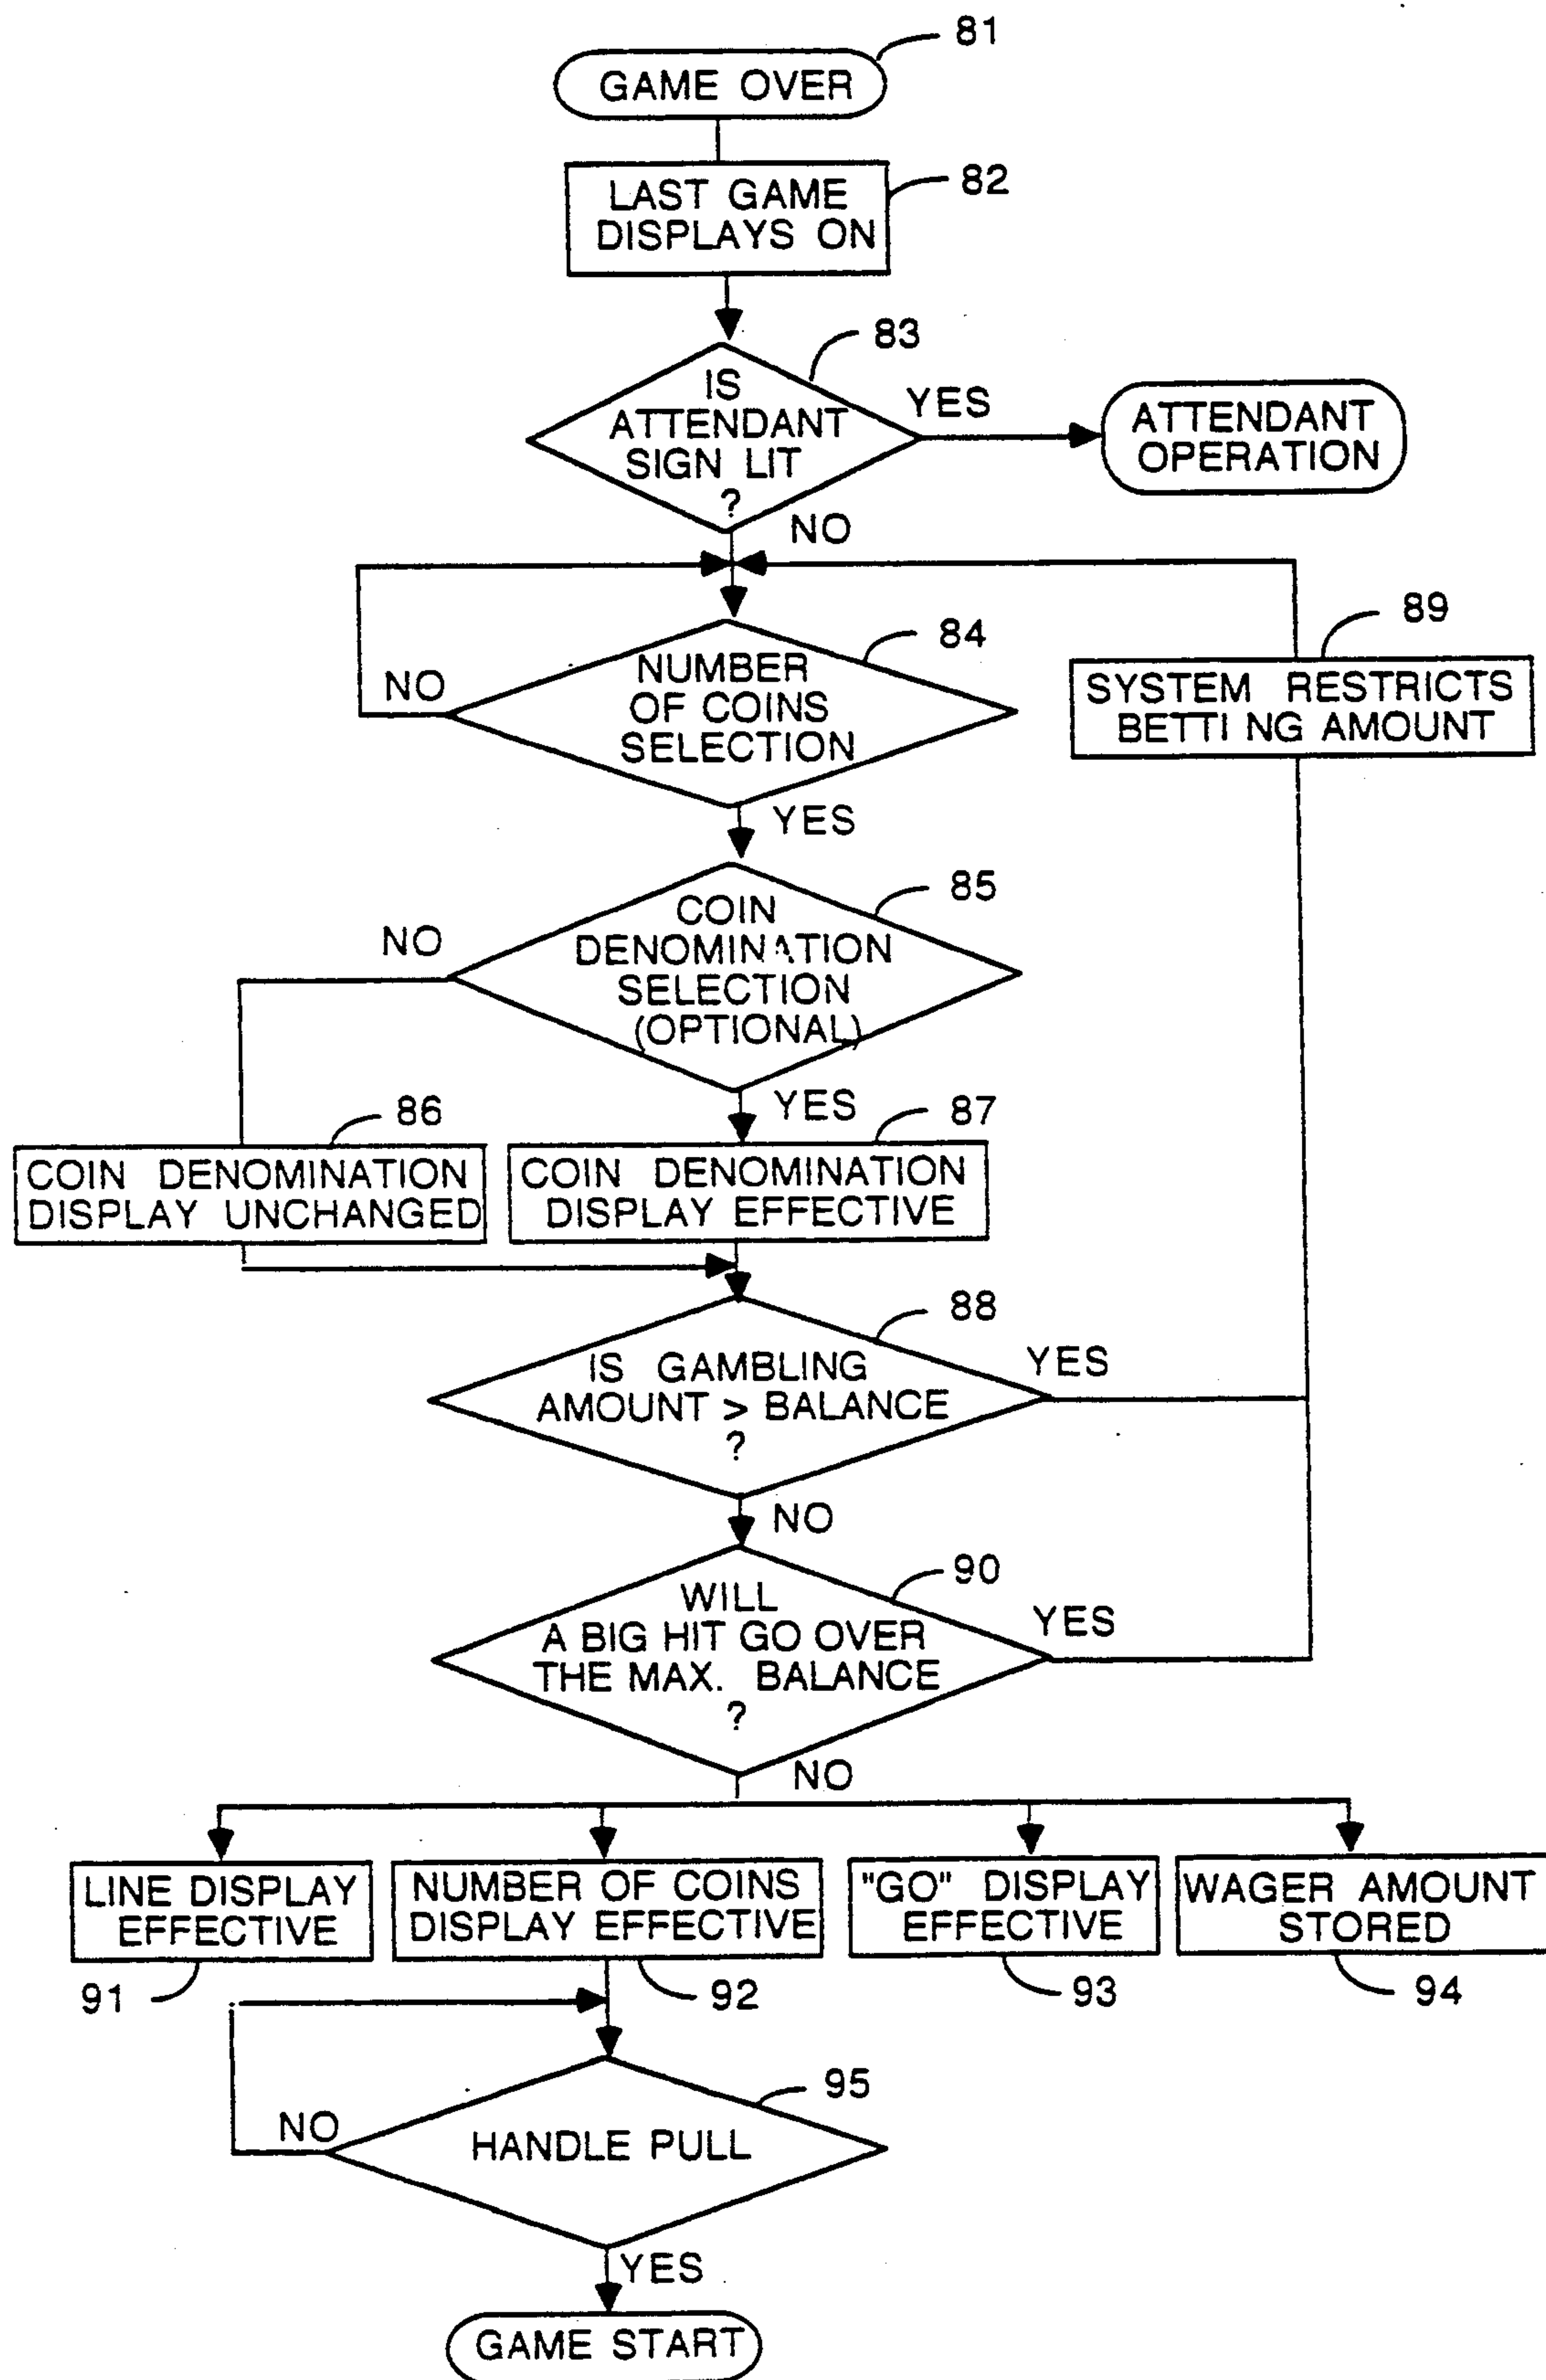 81
GAME OVER
82
LAST GAME
DISPLAYS ON
83
IS
ATTENDANT
SIGN LIT
?
YES
ATTENDANT
OPERATION
NO
84
NUMBER
OF COINS
SELECTION
NO
89
SYSTEM RESTRICTS
BETTI NG AMOUNT
YES
85
COIN
DENOMINATION
SELECTION
(OPTIONAL)
NO
YES
86
COIN DENOMINATION
DISPLAY UNCHANGED
87
COIN DENOMINATION
DISPLAY EFFECTIVE
88
IS GAMBLING
AMOUNT > BALANCE
?
YES
NO
90
WILL
A BIG HIT GO OVER
THE MAX. BALANCE
?
YES
NO
LINE DISPLAY
EFFECTIVE
91
NUMBER OF COINS
DISPLAY EFFECTIVE
92
"GO" DISPLAY
EFFECTIVE
93
WAGER AMOUNT
STORED
94
95
HANDLE PULL
NO
YES
GAME START